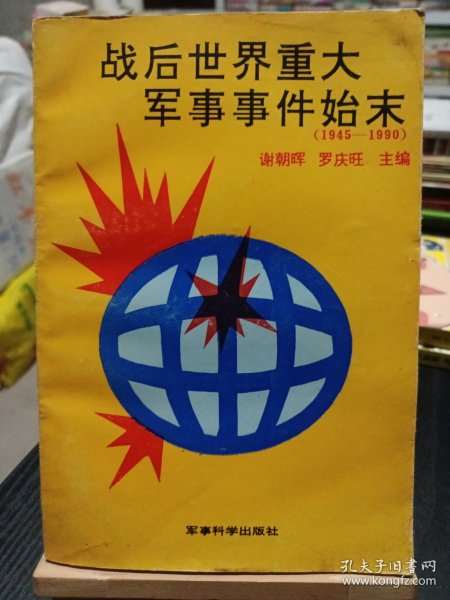 战后世界重大
军事事件始末
(1945—1990)
谢朝晖 罗庆旺 主编
军事科学出版社
孔夫子旧书网
www.kongfz.com